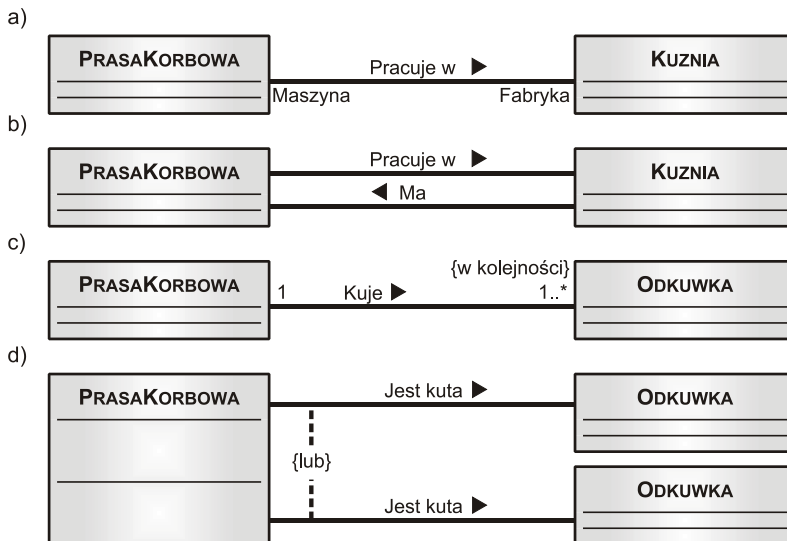 a)
PRASAKORBOWA Pracuje w KUZNIA
Maszyna Fabryka
b)
PRASAKORBOWA Pracuje w KUZNIA
Ma
c)
{w kolejności}
PRASAKORBOWA 1 Kuje 1..* ODKUWKA
d)
PRASAKORBOWA Jest kuta ODKUWKA
{lub}
Jest kuta ODKUWKA